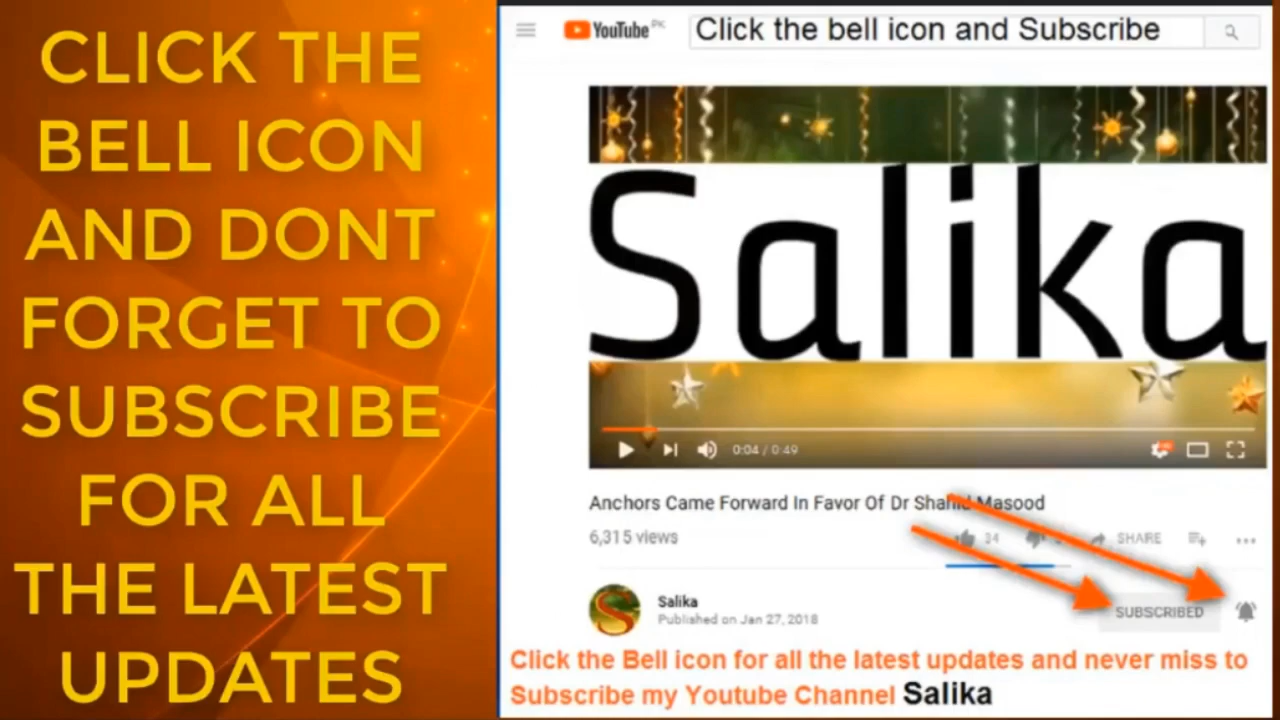 CLICK THE
BELL ICON
AND DONT
FORGET TO
SUBSCRIBE
FOR ALL
THE LATEST
UPDATES
YouTube PK
Click the bell icon and Subscribe
Salika
0:04 / 0:49
Anchors Came Forward In Favor Of Dr Shahid Masood
6,315 views
34
SHARE
Salika
Published on Jan 27, 2018
SUBSCRIBED
Click the Bell icon for all the latest updates and never miss to
Subscribe my Youtube Channel Salika